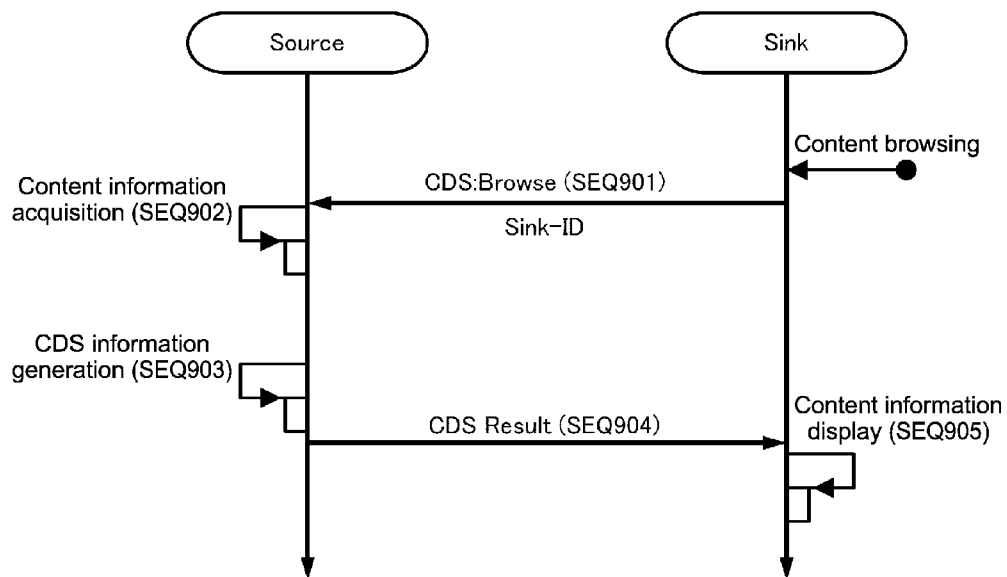 Source
Sink
Content browsing
CDS:Browse (SEQ901)
Sink-ID
Content information
acquisition (SEQ902)
CDS information
generation (SEQ903)
CDS Result (SEQ904)
Content information
display (SEQ905)